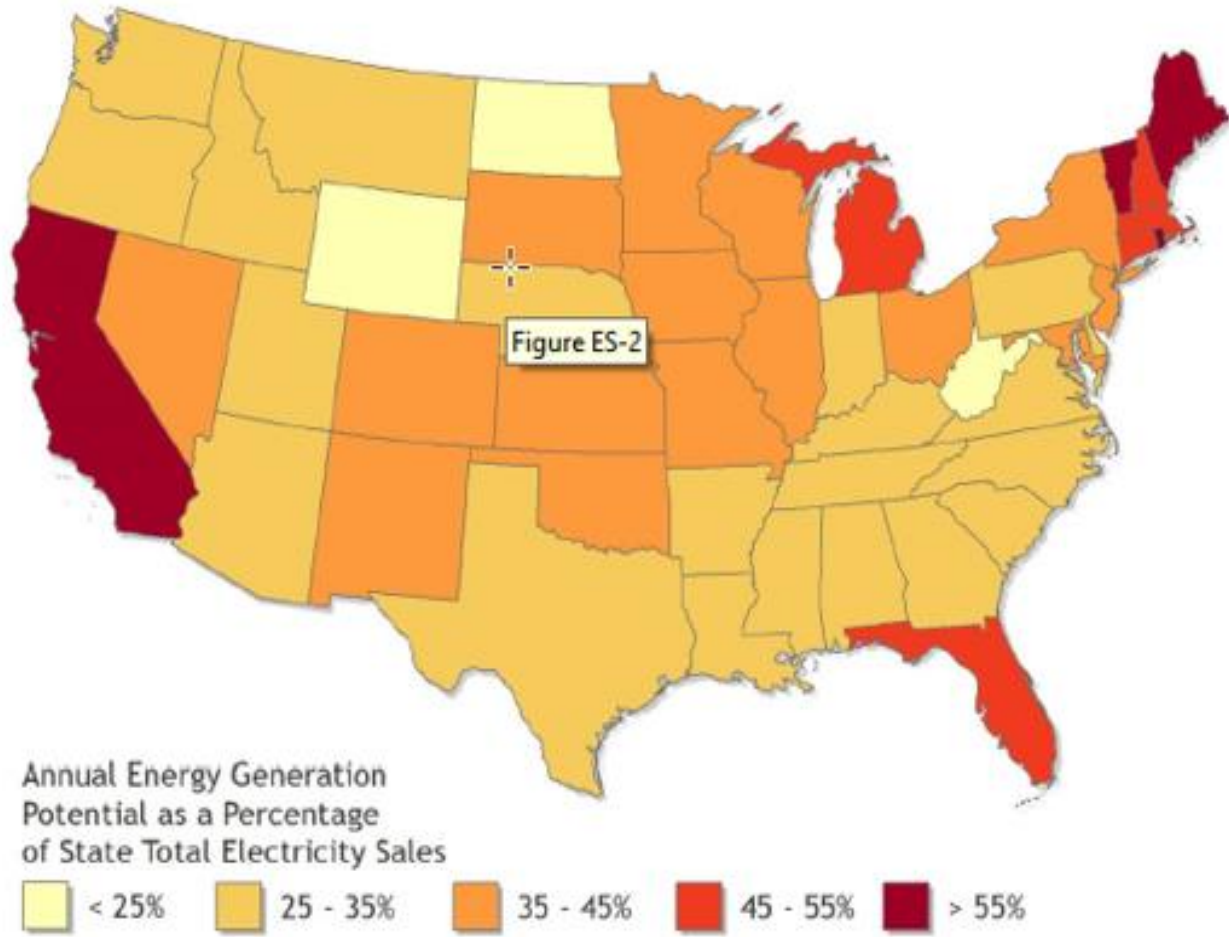 Figure ES-2
Annual Energy Generation
Potential as a Percentage
of State Total Electricity Sales
< 25%
25 - 35%
35 - 45%
45 - 55%
> 55%